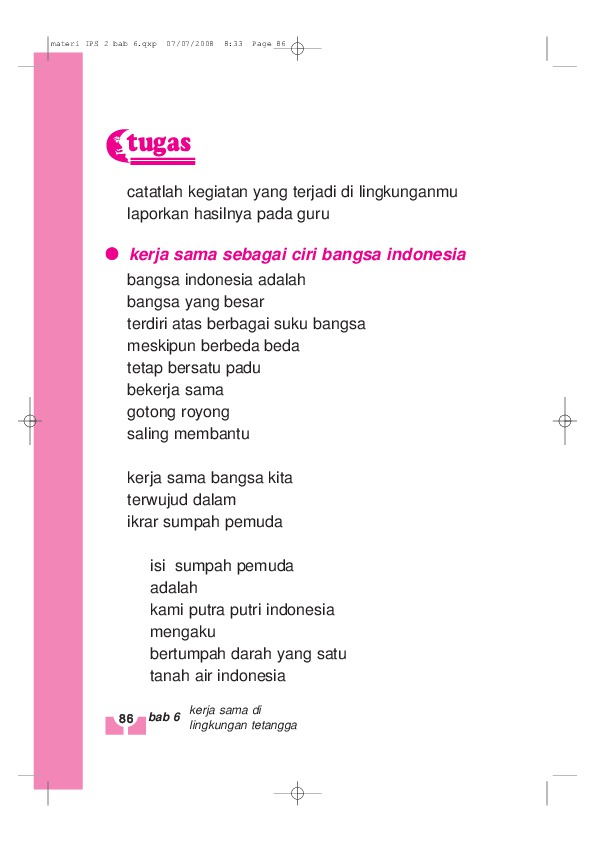 materi IPS 2 bab 6.qxp  07/07/2008  8:33  Page 86
tugas
catatlah kegiatan yang terjadi di lingkunganmu
laporkan hasilnya pada guru
● kerja sama sebagai ciri bangsa indonesia
bangsa indonesia adalah
bangsa yang besar
terdiri atas berbagai suku bangsa
meskipun berbeda beda
tetap bersatu padu
bekerja sama
gotong royong
saling membantu
kerja sama bangsa kita
terwujud dalam
ikrar sumpah pemuda
isi  sumpah pemuda
adalah
kami putra putri indonesia
mengaku
bertumpah darah yang satu
tanah air indonesia
86 bab 6 kerja sama di
lingkungan tetangga